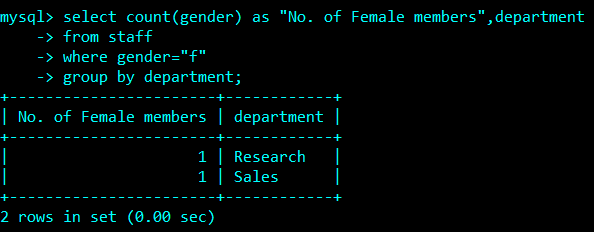 mysql> select count(gender) as "No. of Female members",department
    -> from staff
    -> where gender="f"
    -> group by department;
+-----------------------+------------+
| No. of Female members | department |
+-----------------------+------------+
|                     1 | Research   |
|                     1 | Sales      |
+-----------------------+------------+
2 rows in set (0.00 sec)